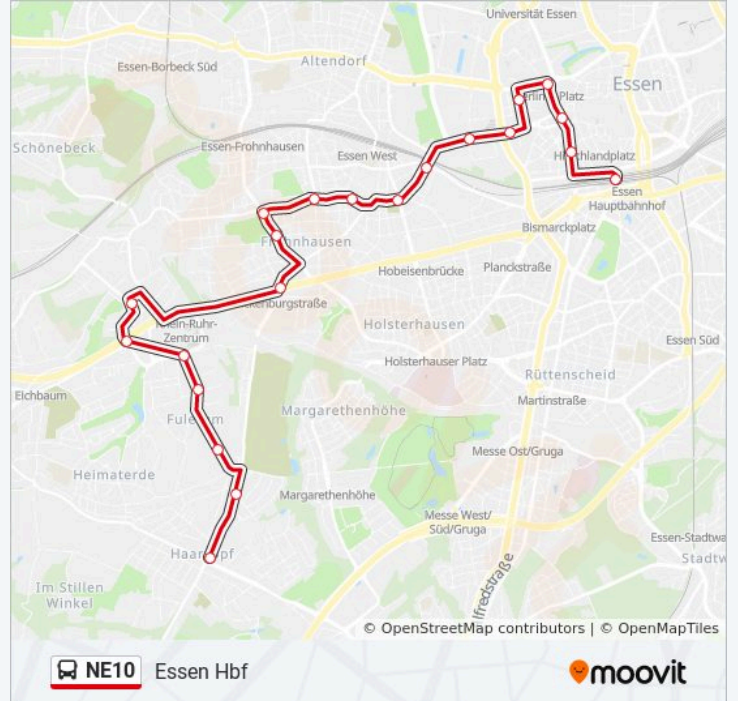 Universität Essen
Altendorf
Essen-Borbeck Süd
Essen
Platz
Schönebeck
Essen-Frohnhausen
Essen West
Essen
Hauptbahnhof
Bismarckplatz
Hobeisenbrücke
Planckstraße
Rhein-Ruhr-
Zentrum
Holsterhausen
Essen Süd
Holsterhauser Platz
Rüttenscheid
Eichbaum
Martinstraße
Margarethenhöhe
Messe Ost/Gruga
Heimaterde
Margarethenhöhe
Messe West/
Süd/Gruga
Essen-Stadtwa
Stadtw
Im Stillen
Winkel
lfredstraße
© OpenStreetMap contributors | © OpenMapTiles
NE10 Essen Hbf
moovit